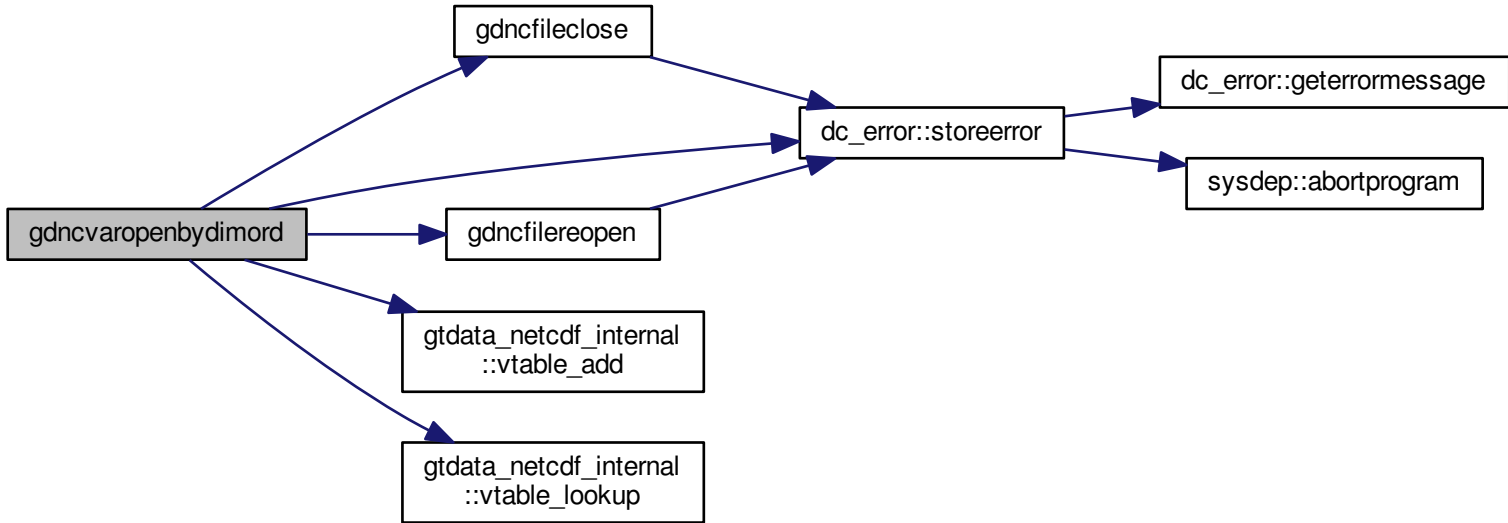 gdncvaropenbydimord
gdncfileclose
dc_error::storeerror
dc_error::geterrormessage
sysdep::abortprogram
gdncfilereopen
gtdata_netcdf_internal
::vtable_add
gtdata_netcdf_internal
::vtable_lookup